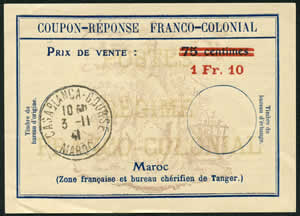 COUPON-RÉPONSE FRANCO-COLONIAL
PRIX DE VENTE :
75 centimes
1 Fr. 10
Timbre du
bureau d'origine.
CASABLANCA-BOURSE
10
3-11
41
MAROC
Timbre du
bureau d'échange.
Maroc
(Zone française et bureau chérifien de Tanger.)